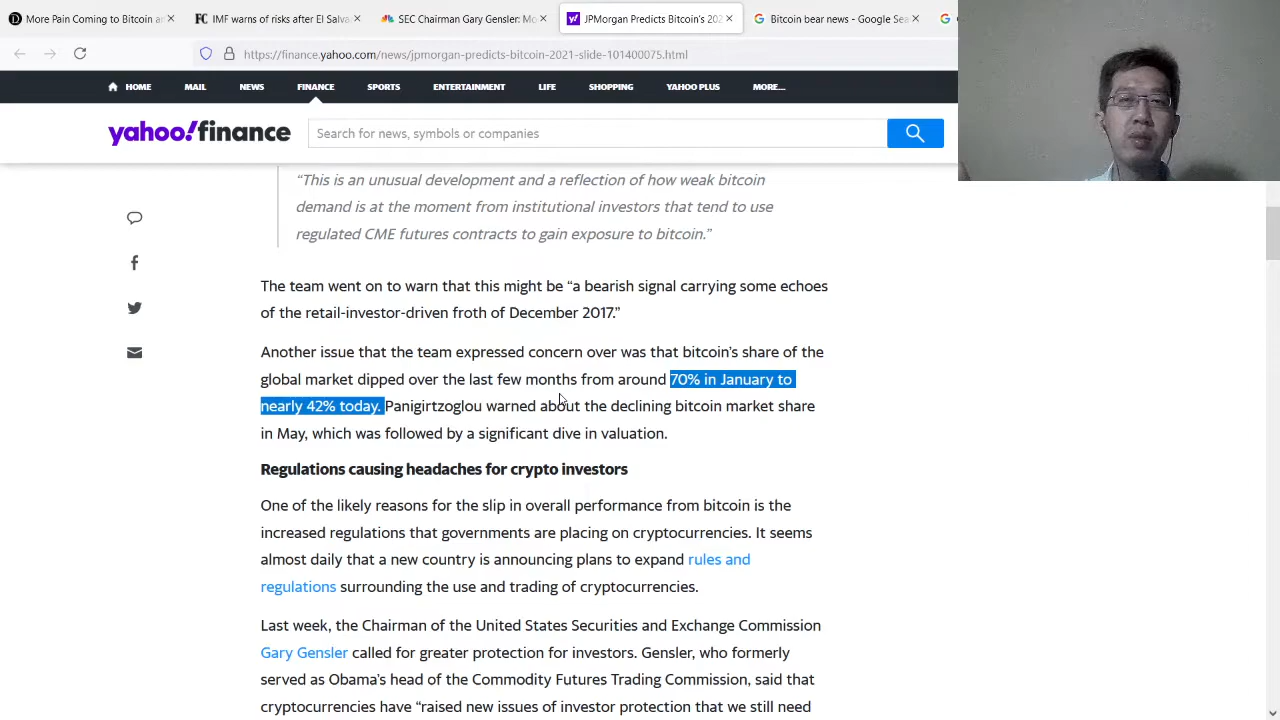 More Pain Coming to Bitcoin a
IMF warns of risks after El Salva
SEC Chairman Gary Gensler: Mo
JPMorgan Predicts Bitcoin's 202
Bitcoin bear news - Google Sea
https://finance.yahoo.com/news/jpmorgan-predicts-bitcoin-2021-slide-101400075.html
HOME MAIL NEWS FINANCE SPORTS ENTERTAINMENT LIFE SHOPPING YAHOO PLUS MORE...
yahoo!finance
Search for news, symbols or companies
“This is an unusual development and a reflection of how weak bitcoin
demand is at the moment from institutional investors that tend to use
regulated CME futures contracts to gain exposure to bitcoin.”
The team went on to warn that this might be “a bearish signal carrying some echoes
of the retail-investor-driven froth of December 2017.”
Another issue that the team expressed concern over was that bitcoin’s share of the
global market dipped over the last few months from around 70% in January to
nearly 42% today. Panigirtzoglou warned about the declining bitcoin market share
in May, which was followed by a significant dive in valuation.
Regulations causing headaches for crypto investors
One of the likely reasons for the slip in overall performance from bitcoin is the
increased regulations that governments are placing on cryptocurrencies. It seems
almost daily that a new country is announcing plans to expand rules and
regulations surrounding the use and trading of cryptocurrencies.
Last week, the Chairman of the United States Securities and Exchange Commission
Gary Gensler called for greater protection for investors. Gensler, who formerly
served as Obama’s head of the Commodity Futures Trading Commission, said that
cryptocurrencies have “raised new issues of investor protection that we still need